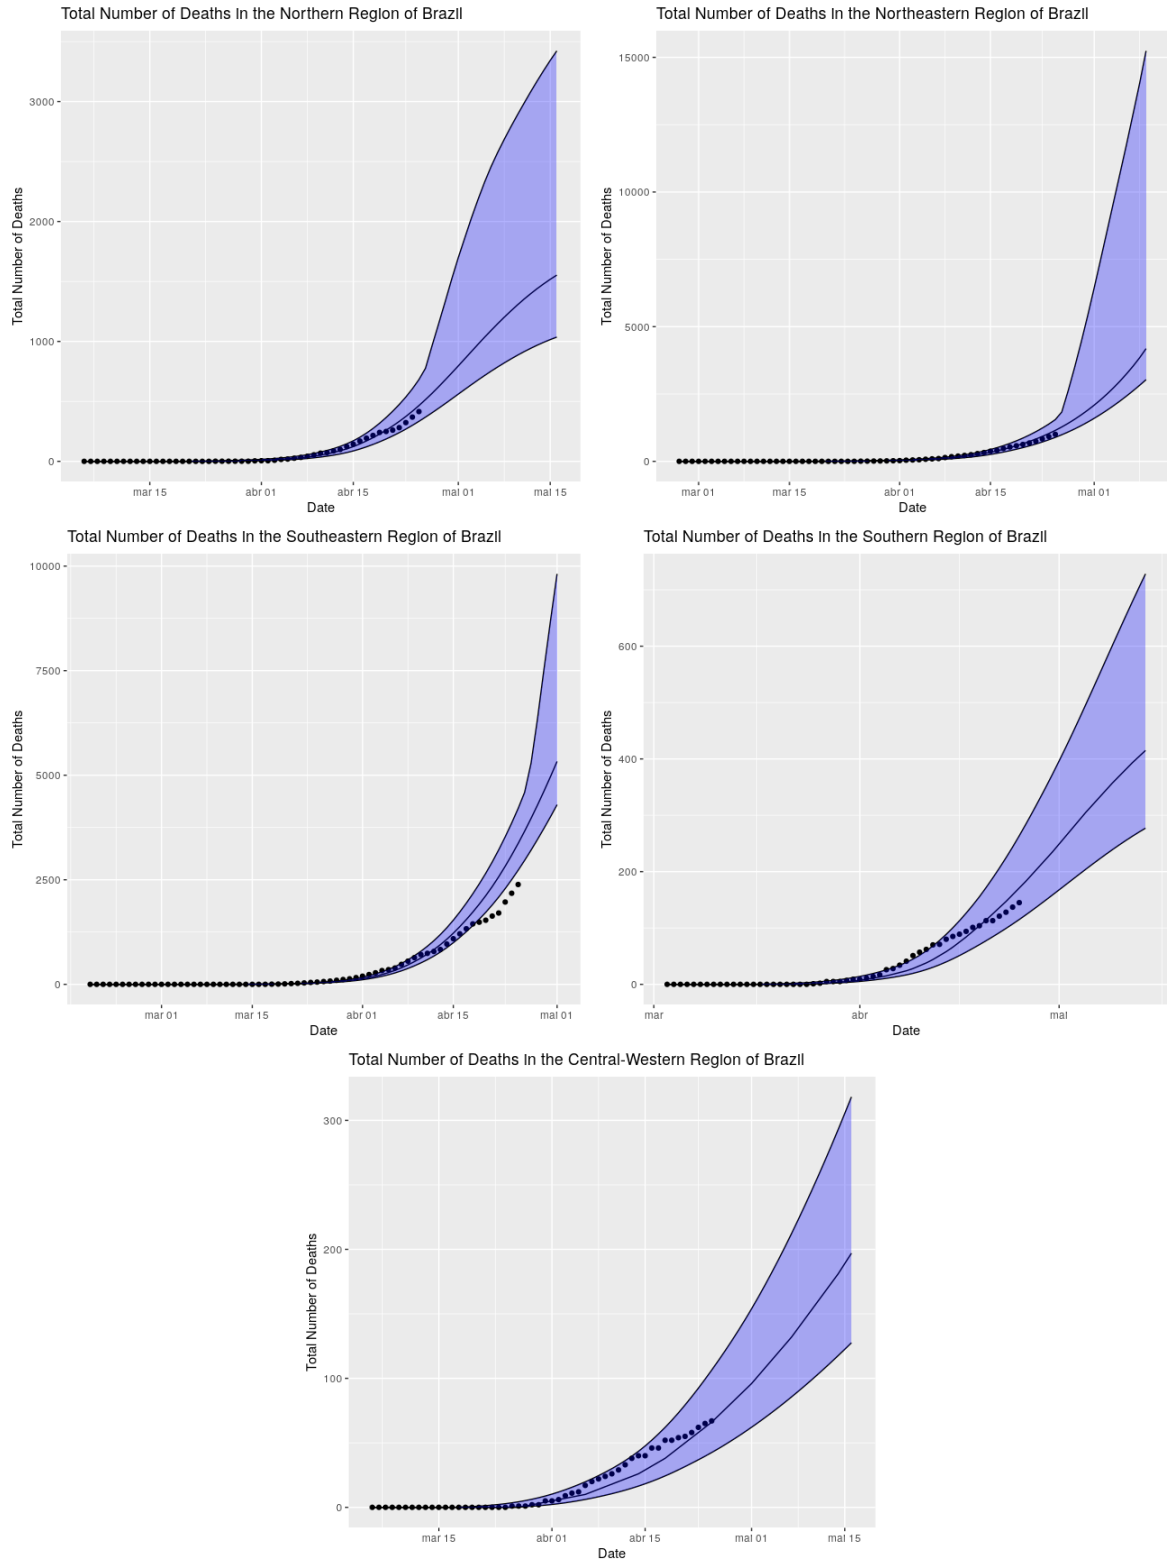 Total Number of Deaths in the Northern Region of Brazil
Total Number of Deaths
3000
2000
1000
0
mar 15
abr 01
abr 15
mai 01
mai 15
Date
Total Number of Deaths in the Northeastern Region of Brazil
Total Number of Deaths
15000
10000
5000
0
mar 01
mar 15
abr 01
abr 15
mai 01
Date
Total Number of Deaths in the Southeastern Region of Brazil
Total Number of Deaths
10000
7500
5000
2500
0
mar 01
mar 15
abr 01
abr 15
mai 01
Date
Total Number of Deaths in the Southern Region of Brazil
Total Number of Deaths
600
400
200
0
mar
abr
mai
Date
Total Number of Deaths in the Central-Western Region of Brazil
Total Number of Deaths
300
200
100
0
mar 15
abr 01
abr 15
mai 01
mai 15
Date